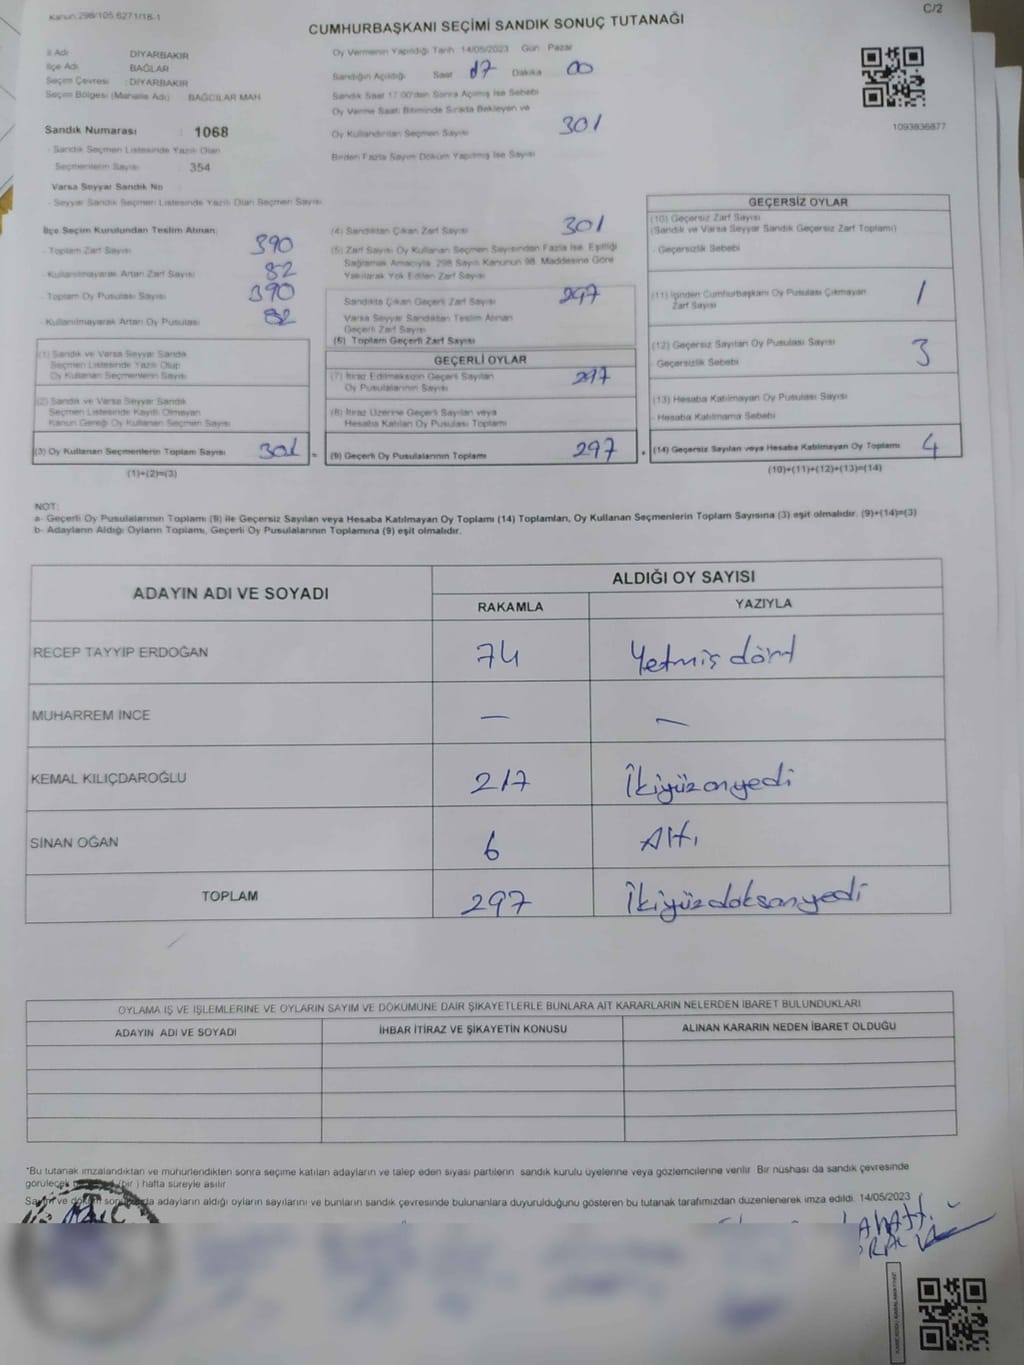 Kanun:298/105,6271/18-1
C/2
CUMHURBAŞKANI SEÇİMİ SANDIK SONUÇ TUTANAĞI
İl Adı : DİYARBAKIR
İlçe Adı : BAĞLAR
Seçim Çevresi : DİYARBAKIR
Seçim Bölgesi (Mahalle Adı) : BAĞCILAR MAH
Sandık Numarası : 1068
- Sandık Seçmen Listesinde Yazılı Olan
Seçmenlerin Sayısı : 354
Varsa Seyyar Sandık No
- Seyyar Sandık Seçmen Listesinde Yazılı Olan Seçmen Sayısı
Oy Vermenin Yapıldığı Tarih :14/05/2023 Gün : Pazar
Sandığın Açıldığı Saat 17 Dakika 00
Sandık Saat 17:00'den Sonra Açılmış İse Sebebi
Oy Verme Saati Bitiminde Sırada Bekleyen ve
Oy Kullandırılan Seçmen Sayısı 301
Birden Fazla Sayım Döküm Yapılmış İse Sayısı
1093836877
İlçe Seçim Kurulundan Teslim Alınan;
- Toplam Zarf Sayısı 390
- Kullanılmayarak Artan Zarf Sayısı 82
- Toplam Oy Pusulası Sayısı 390
- Kullanılmayarak Artan Oy Pusulası 82
(1) Sandık ve Varsa Seyyar Sandık
Seçmen Listesinde Yazılı Olup
Oy Kullanan Seçmenlerin Sayısı
(2) Sandık ve Varsa Seyyar Sandık
Seçmen Listesinde Kayıtlı Olmayan
Kanun Gereği Oy Kullanan Seçmen Sayısı
(3) Oy Kullanan Seçmenlerin Toplam Sayısı 301 =
(1)+(2)=(3)
(4) Sandıktan Çıkan Zarf Sayısı 301
(5) Zarf Sayısı Oy Kullanan Seçmen Sayısından Fazla İse, Eşitliği
Sağlamak Amacıyla 298 Sayılı Kanunun 98. Maddesine Göre
Yakılarak Yok Edilen Zarf Sayısı
Sandıkta Çıkan Geçerli Zarf Sayısı 297
Varsa Seyyar Sandıktan Teslim Alınan
Geçerli Zarf Sayısı
(6) Toplam Geçerli Zarf Sayısı
GEÇERLİ OYLAR
(7) İtiraz Edilmeksizin Geçerli Sayılan
Oy Pusulalarının Sayısı 297
(8) İtiraz Üzerine Geçerli Sayılan veya
Hesaba Katılan Oy Pusulası Toplamı
(9) Geçerli Oy Pusulalarının Toplamı 297 +
GEÇERSİZ OYLAR
(10) Geçersiz Zarf Sayısı
(Sandık ve Varsa Seyyar Sandık Geçersiz Zarf Toplamı)
- Geçersizlik Sebebi
(11) İçinden Cumhurbaşkanı Oy Pusulası Çıkmayan
Zarf Sayısı 1
(12) Geçersiz Sayılan Oy Pusulası Sayısı 3
- Geçersizlik Sebebi
(13) Hesaba Katılmayan Oy Pusulası Sayısı
- Hesaba Katılmama Sebebi
(14) Geçersiz Sayılan veya Hesaba Katılmayan Oy Toplamı 4
(10)+(11)+(12)+(13)=(14)
NOT:
a- Geçerli Oy Pusulalarının Toplamı (9) ile Geçersiz Sayılan veya Hesaba Katılmayan Oy Toplamı (14) Toplamları, Oy Kullanan Seçmenlerin Toplam Sayısına (3) eşit olmalıdır. (9)+(14)=(3)
b- Adayların Aldığı Oyların Toplamı, Geçerli Oy Pusulalarının Toplamına (9) eşit olmalıdır.
ADAYIN ADI VE SOYADI
ALDIĞI OY SAYISI
RAKAMLA YAZIYLA
RECEP TAYYIP ERDOĞAN 74 Yetmiş dört
MUHARREM İNCE — —
KEMAL KILIÇDAROĞLU 217 İkiyüzonyedi
SİNAN OĞAN 6 Altı
TOPLAM 297 İkiyüzdoksanyedi
OYLAMA İŞ VE İŞLEMLERİNE VE OYLARIN SAYIM VE DÖKÜMÜNE DAİR ŞİKAYETLERLE BUNLARA AİT KARARLARIN NELERDEN İBARET BULUNDUKLARI
ADAYIN ADI VE SOYADI İHBAR İTİRAZ VE ŞİKAYETİN KONUSU ALINAN KARARIN NEDEN İBARET OLDUĞU
*Bu tutanak imzalandıktan ve mühürlendikten sonra seçime katılan adayların ve talep eden siyasi partilerin sandık kurulu üyelerine veya gözlemcilerine verilir. Bir nüshası da sandık çevresinde
görülecek (bir) hafta süreyle asılır
Sayım ve döküm adayların aldığı oyların sayılarını ve bunların sandık çevresinde bulunanlara duyurulduğunu gösteren bu tutanak tarafımızdan düzenlenerek imza edildi. 14/05/2023